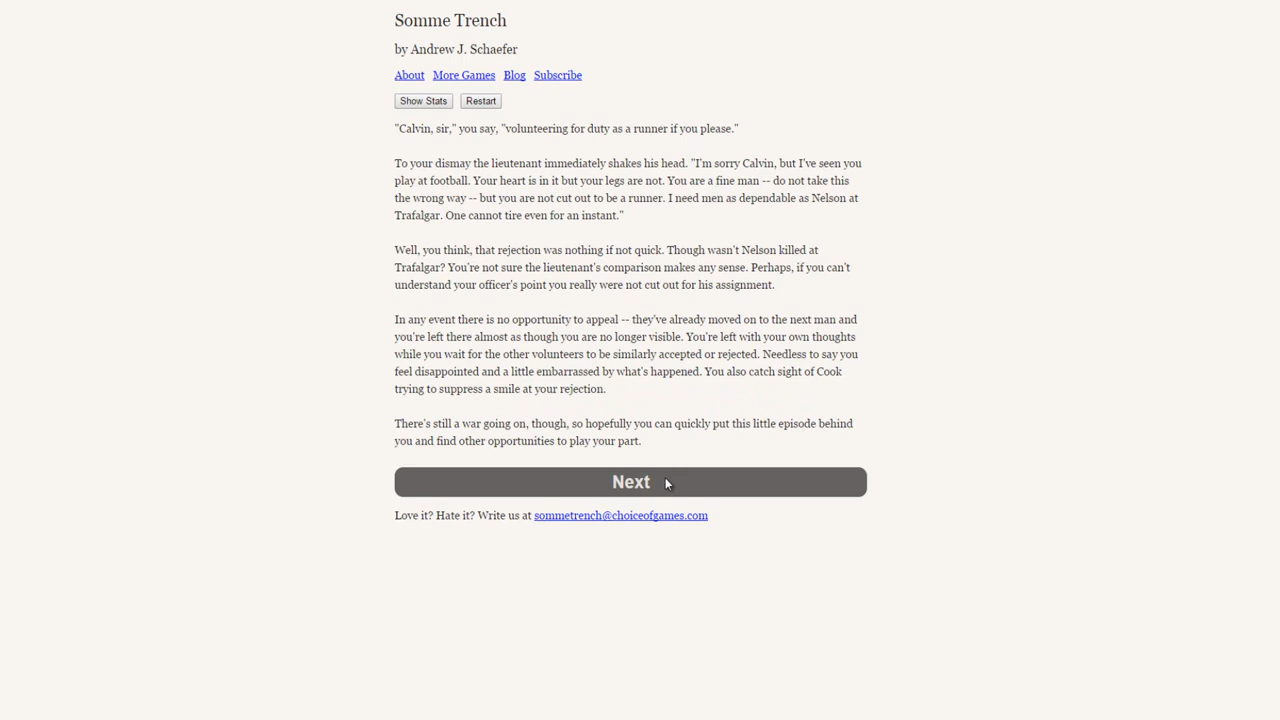 Somme Trench
by Andrew J. Schaefer
About More Games Blog Subscribe
Show Stats Restart
"Calvin, sir," you say, "volunteering for duty as a runner if you please."
To your dismay the lieutenant immediately shakes his head. "I'm sorry Calvin, but I've seen you
play at football. Your heart is in it but your legs are not. You are a fine man -- do not take this
the wrong way -- but you are not cut out to be a runner. I need men as dependable as Nelson at
Trafalgar. One cannot tire even for an instant."
Well, you think, that rejection was nothing if not quick. Though wasn't Nelson killed at
Trafalgar? You're not sure the lieutenant's comparison makes any sense. Perhaps, if you can't
understand your officer's point you really were not cut out for his assignment.
In any event there is no opportunity to appeal -- they've already moved on to the next man and
you're left there almost as though you are no longer visible. You're left with your own thoughts
while you wait for the other volunteers to be similarly accepted or rejected. Needless to say you
feel disappointed and a little embarrassed by what's happened. You also catch sight of Cook
trying to suppress a smile at your rejection.
There's still a war going on, though, so hopefully you can quickly put this little episode behind
you and find other opportunities to play your part.
Next
Love it? Hate it? Write us at sommetrench@choiceofgames.com